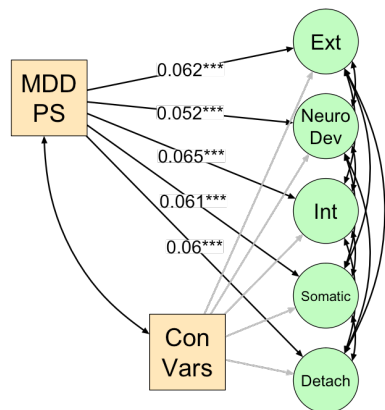 Ext
0.062***
MDD
PS
0.052***
Neuro
Dev
0.065***
Int
0.061***
0.06***
Somatic
Con
Vars
Detach